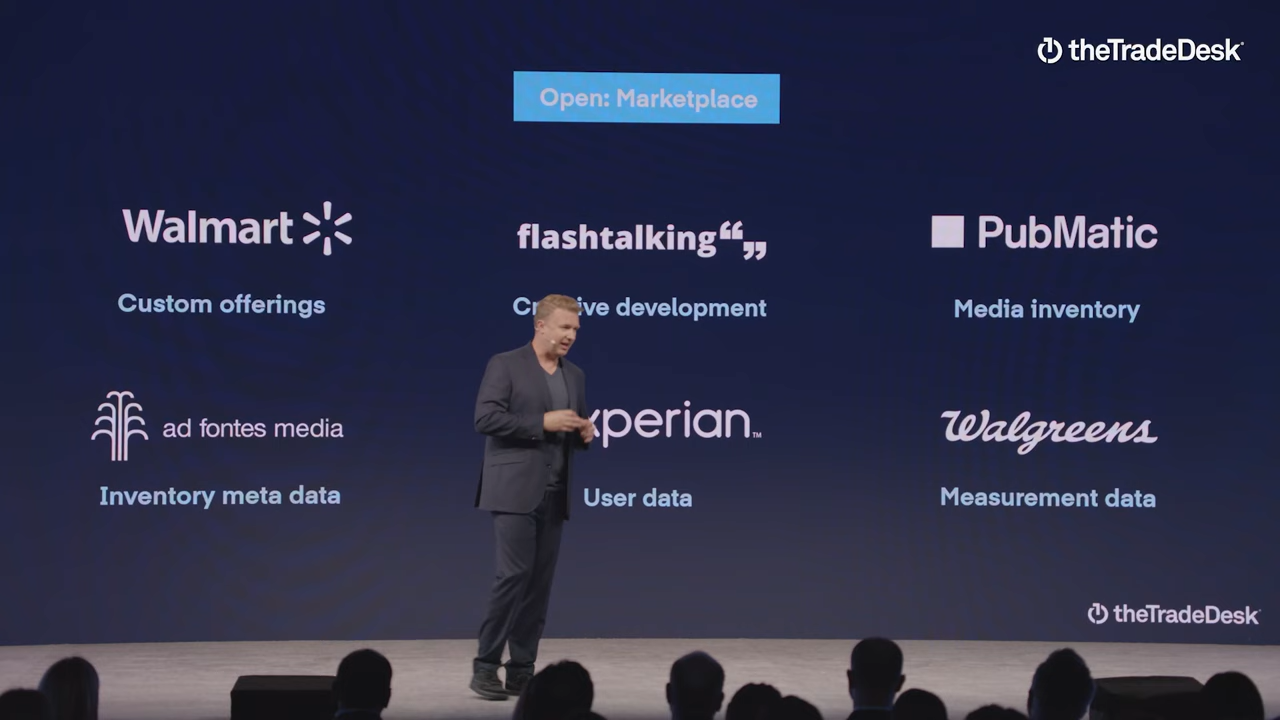 theTradeDesk
Open: Marketplace
Walmart
flashtalking
PubMatic
Custom offerings
development
Media inventory
ad fontes media
Walgreens
Inventory meta data
User data
Measurement data
theTradeDesk